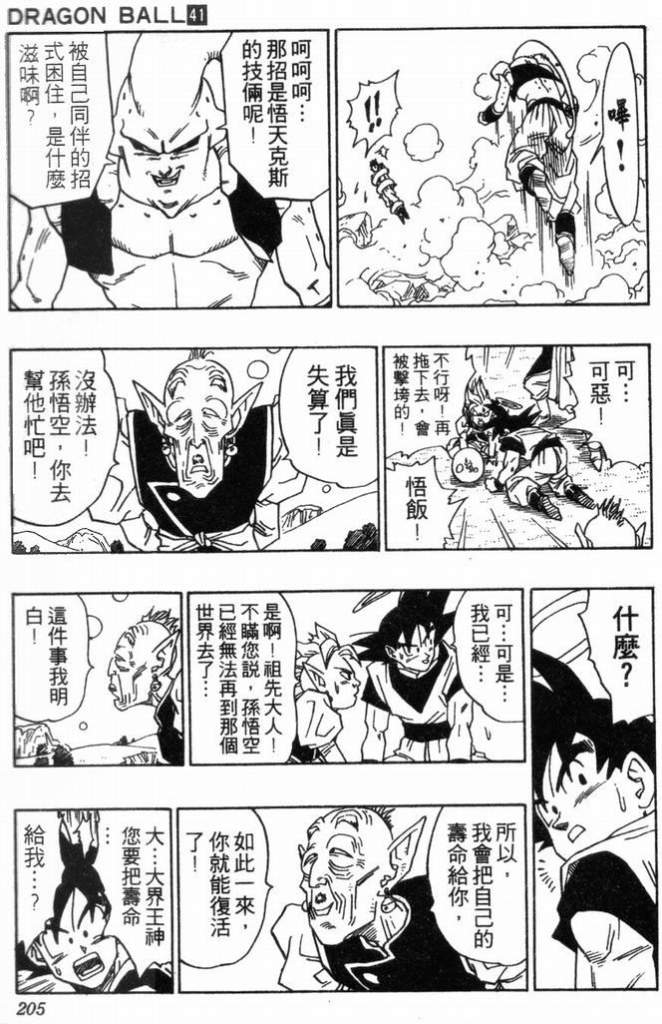 DRAGON BALL 41
嘩！
!!
呵呵呵…
那招是悟天克斯
的技倆呢！
被自己同伴的招
式困住，是什麼
滋味啊？
可…
可惡！
不行呀！再
拖下去，會
被擊垮的！
悟飯！
我們真是
失算了！
沒辦法！
孫悟空，你去
幫他忙吧！
什麼？
可…可是…
我已經…
是啊！祖先大人！
不瞞您說，孫悟空
已經無法再到那個
世界去了…
這件事我明
白！
所以，
我會把自己的
壽命給你，
如此一來，
你就能復活
了！
大…大界王神
您要把壽命
…
給我…？
205